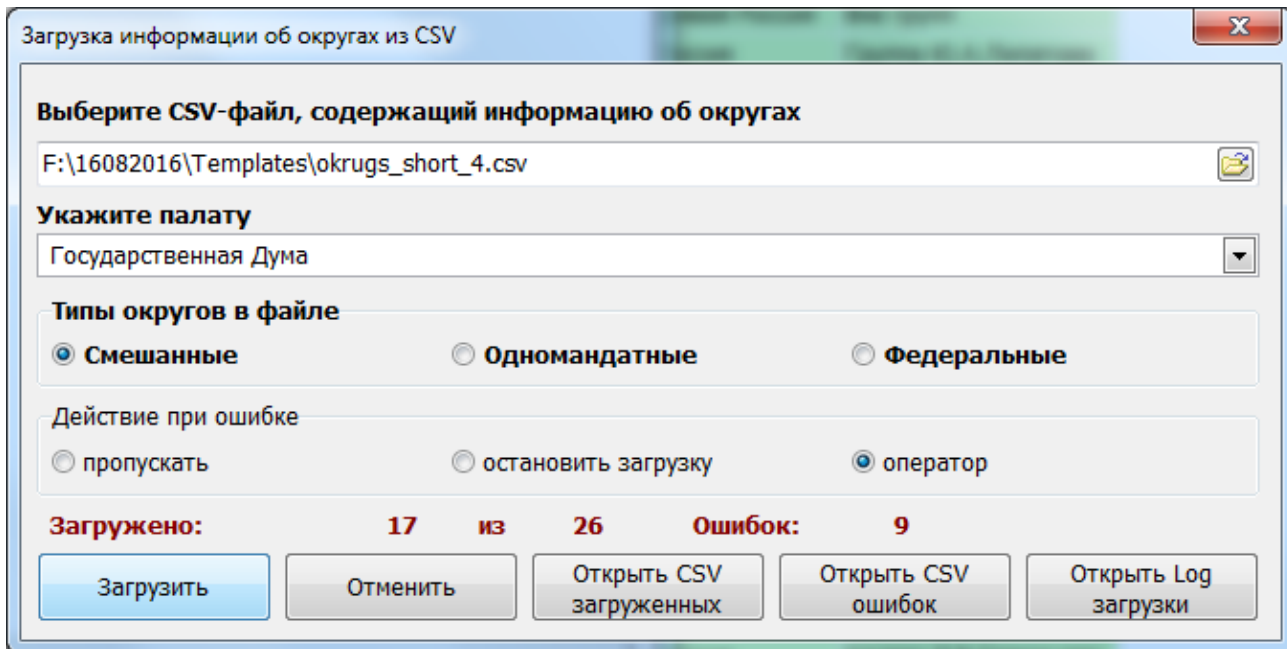 Загрузка информации об округах из CSV
Выберите CSV-файл, содержащий информацию об округах
F:\16082016\Templates\okrugs_short_4.csv
Укажите палату
Государственная Дума
Типы округов в файле
Смешанные Одномандатные Федеральные
Действие при ошибке
пропускать остановить загрузку оператор
Загружено: 17 из 26 Ошибок: 9
Загрузить Отменить Открыть CSV загруженных Открыть CSV ошибок Открыть Log загрузки